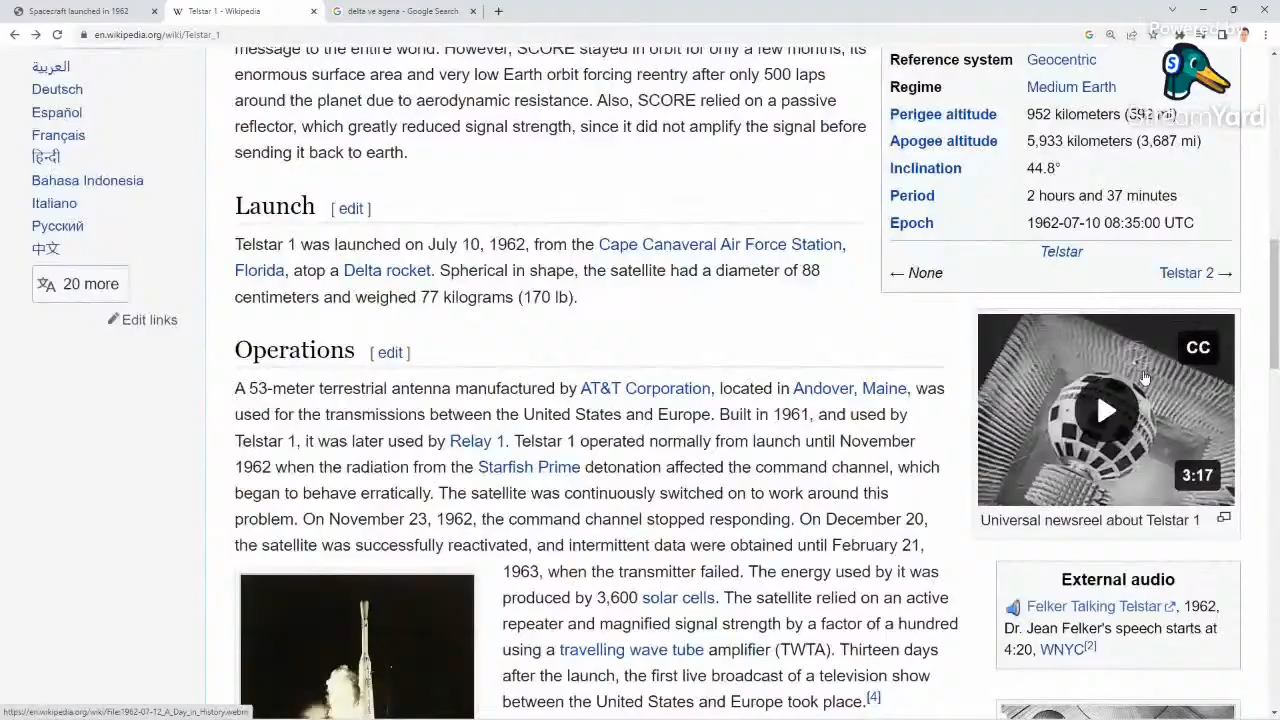 Spacecraft launched in 1962
Telstar 1 - Wikipedia
delta ve agena - Google Search
en.wikipedia.org/wiki/Telstar_1
Powered by
StreamYard
العربية
Deutsch
Español
Français
हिन्दी
Bahasa Indonesia
Italiano
Русский
中文
20 more
Edit links
message to the entire world. However, SCORE stayed in orbit for only a few months, its
enormous surface area and very low Earth orbit forcing reentry after only 500 laps
around the planet due to aerodynamic resistance. Also, SCORE relied on a passive
reflector, which greatly reduced signal strength, since it did not amplify the signal before
sending it back to earth.
Launch [ edit ]
Telstar 1 was launched on July 10, 1962, from the Cape Canaveral Air Force Station,
Florida, atop a Delta rocket. Spherical in shape, the satellite had a diameter of 88
centimeters and weighed 77 kilograms (170 lb).
Operations [ edit ]
A 53-meter terrestrial antenna manufactured by AT&T Corporation, located in Andover, Maine, was
used for the transmissions between the United States and Europe. Built in 1961, and used by
Telstar 1, it was later used by Relay 1. Telstar 1 operated normally from launch until November
1962 when the radiation from the Starfish Prime detonation affected the command channel, which
began to behave erratically. The satellite was continuously switched on to work around this
problem. On November 23, 1962, the command channel stopped responding. On December 20,
the satellite was successfully reactivated, and intermittent data were obtained until February 21,
1963, when the transmitter failed. The energy used by it was
produced by 3,600 solar cells. The satellite relied on an active
repeater and magnified signal strength by a factor of a hundred
using a travelling wave tube amplifier (TWTA). Thirteen days
after the launch, the first live broadcast of a television show
between the United States and Europe took place.[4]
Reference system Geocentric
Regime Medium Earth
Perigee altitude 952 kilometers (592 mi)
Apogee altitude 5,933 kilometers (3,687 mi)
Inclination 44.8°
Period 2 hours and 37 minutes
Epoch 1962-07-10 08:35:00 UTC
Telstar
← None Telstar 2 →
CC
3:17
Universal newsreel about Telstar 1
External audio
Felker Talking Telstar, 1962,
Dr. Jean Felker's speech starts at
4:20, WNYC[2]
https://en.wikipedia.org/wiki/File:1962-07-12_A_Day_in_History.webm